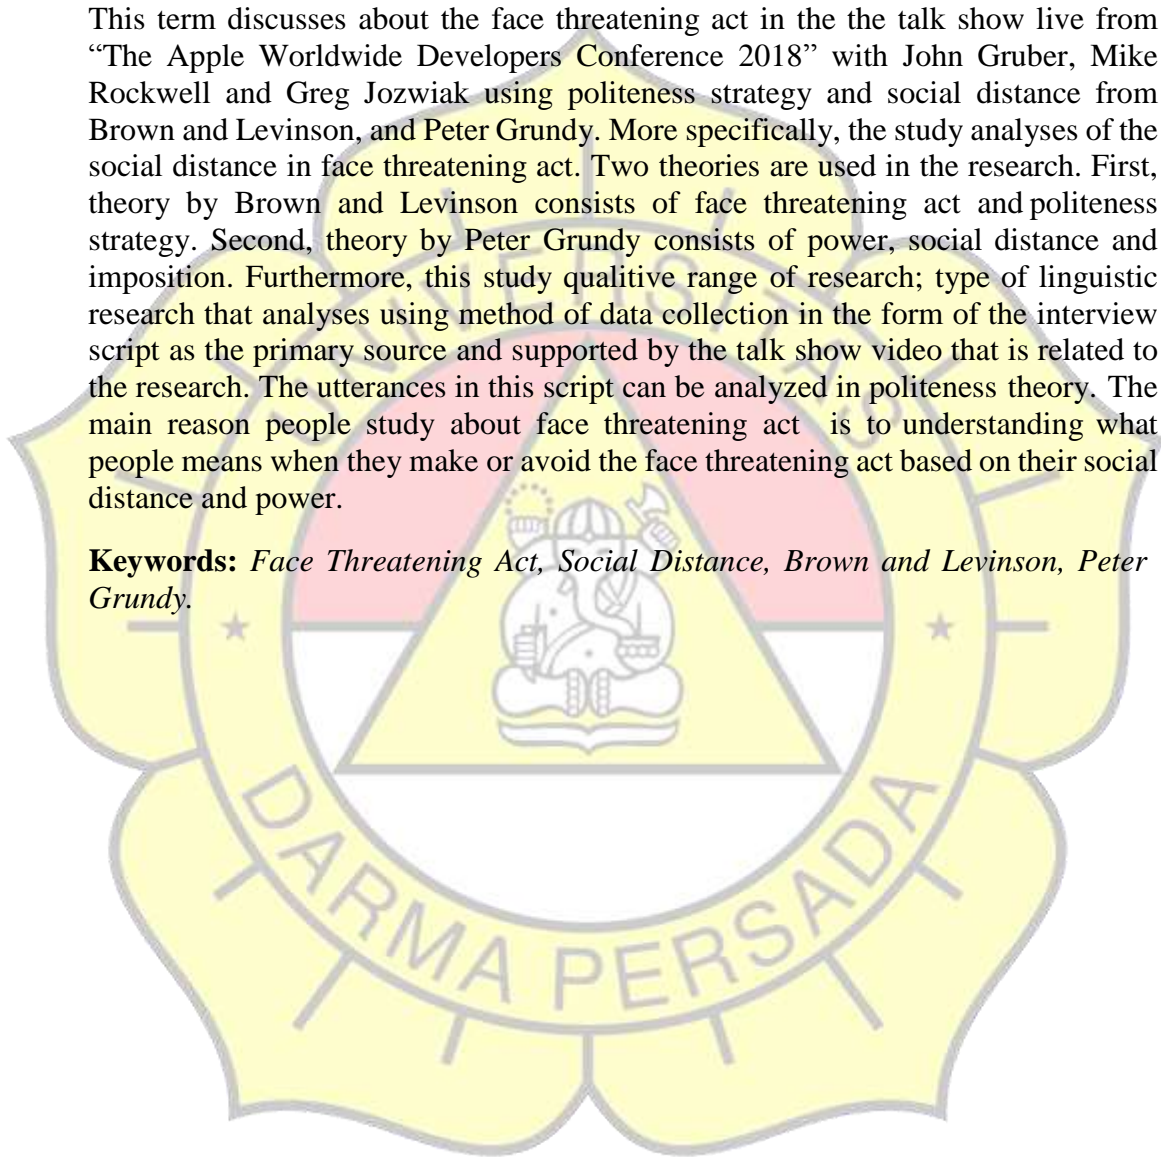 This term discusses about the face threatening act in the the talk show live from
“The Apple Worldwide Developers Conference 2018” with John Gruber, Mike
Rockwell and Greg Jozwiak using politeness strategy and social distance from
Brown and Levinson, and Peter Grundy. More specifically, the study analyses of the
social distance in face threatening act. Two theories are used in the research. First,
theory by Brown and Levinson consists of face threatening act and politeness
strategy. Second, theory by Peter Grundy consists of power, social distance and
imposition. Furthermore, this study qualitive range of research; type of linguistic
research that analyses using method of data collection in the form of the interview
script as the primary source and supported by the talk show video that is related to
the research. The utterances in this script can be analyzed in politeness theory. The
main reason people study about face threatening act is to understanding what
people means when they make or avoid the face threatening act based on their social
distance and power.
Keywords: Face Threatening Act, Social Distance, Brown and Levinson, Peter
Grundy.
UNIVERSITAS
DARMA PERSADA